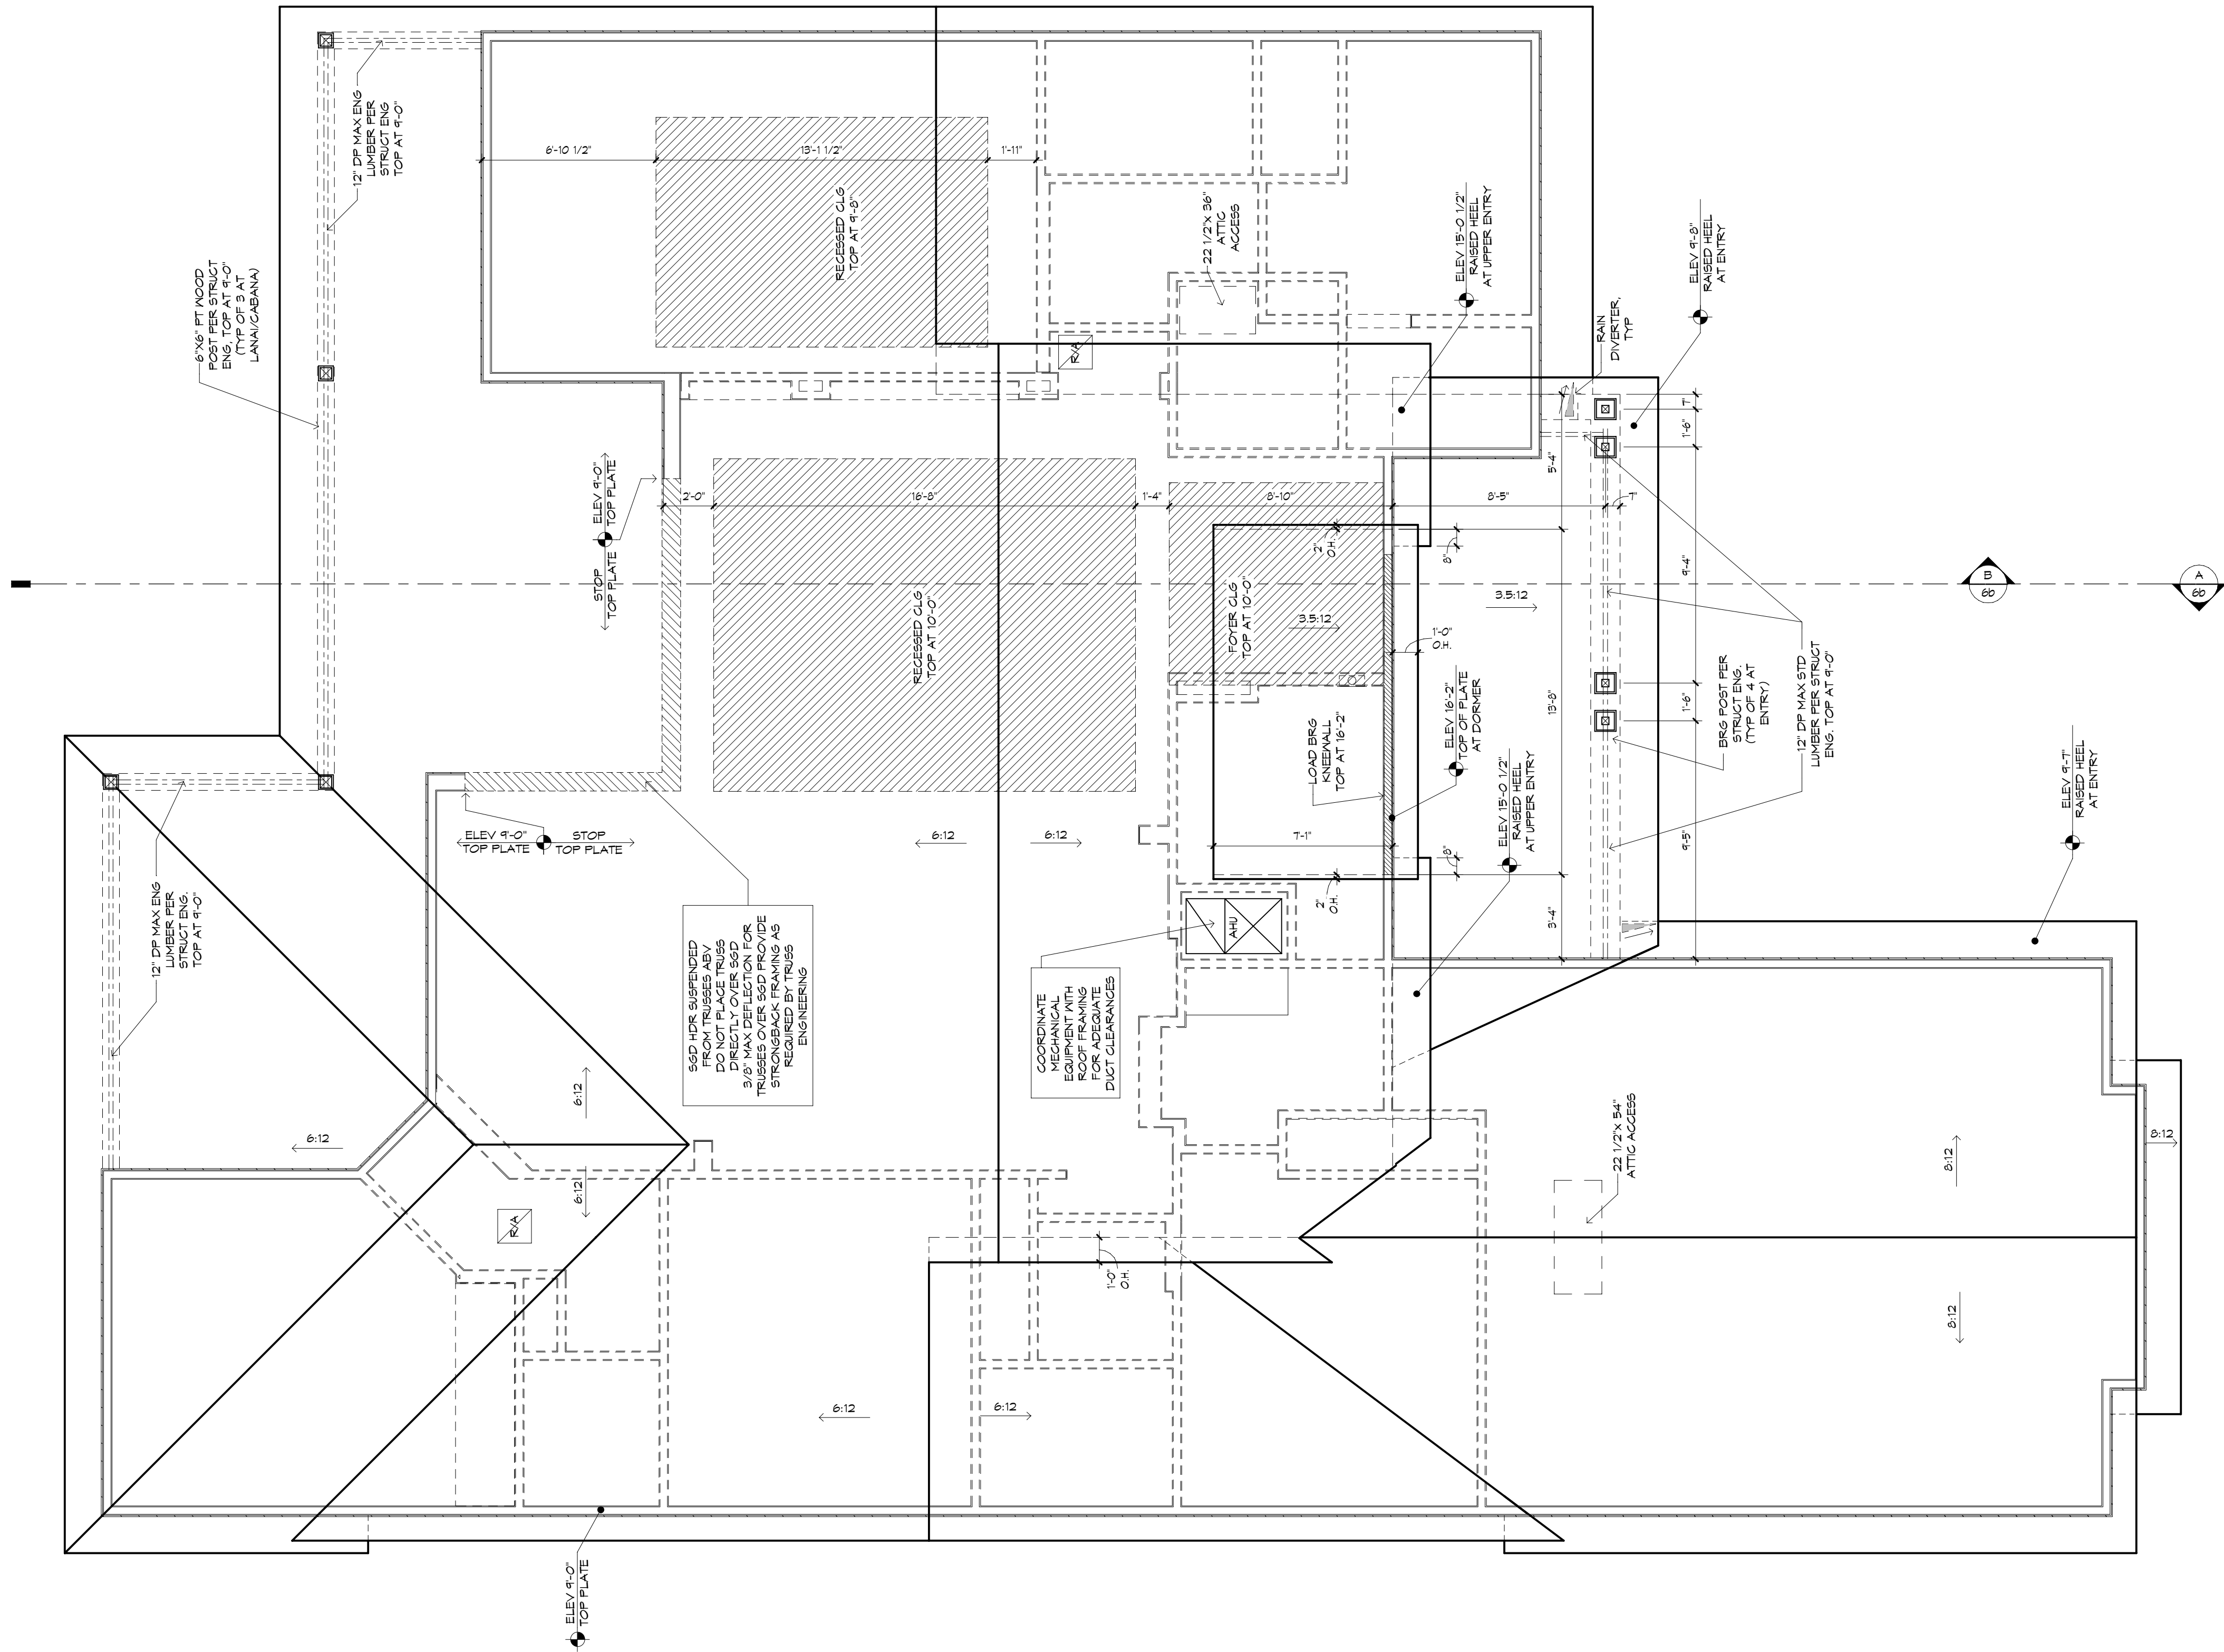 12" DP MAX ENG
LUMBER PER
STRUCT ENG
TOP AT 9'-0"
6"X6" PT WOOD
POST PER STRUCT
ENG, TOP AT 9'-0"
(TYP OF 3 AT
LANAI/CABANA)
6'-10 1/2"
13'-1 1/2"
1'-11"
RECESSED CLG
TOP AT 9'-8"
22 1/2"x 36"
ATTIC
ACCESS
R/A
ELEV 15'-0 1/2"
RAISED HEEL
AT UPPER ENTRY
RAIN
DIVERTER,
TYP
ELEV 9'-8"
RAISED HEEL
AT ENTRY
STOP
TOP PLATE
ELEV 9'-0"
TOP PLATE
2'-0"
16'-8"
1'-4"
8'-10"
8'-5"
7"
5'-4"
7"
1'-6"
9'-4"
1'-6"
9'-5"
13'-8"
3'-4"
RECESSED CLG
TOP AT 10'-0"
FOYER CLG
TOP AT 10'-0"
3.5:12
3.5:12
2"
O.H.
8"
1'-0"
O.H.
B
6b
A
6b
LOAD BRG
KNEEWALL
TOP AT 16'-2"
ELEV 16'-2"
TOP OF PLATE
AT DORMER
7'-1"
8"
2"
O.H.
ELEV 15'-0 1/2"
RAISED HEEL
AT UPPER ENTRY
BRG POST PER
STRUCT ENG.
(TYP OF 4 AT
ENTRY)
12" DP MAX STD
LUMBER PER STRUCT
ENG. TOP AT 9'-0"
ELEV 9'-7"
RAISED HEEL
AT ENTRY
12" DP MAX ENG
LUMBER PER
STRUCT ENG.
TOP AT 9'-0"
ELEV 9'-0"
TOP PLATE
STOP
TOP PLATE
6:12
6:12
SGD HDR SUSPENDED
FROM TRUSSES ABV
DO NOT PLACE TRUSS
DIRECTLY OVER SGD
3/8" MAX DEFLECTION FOR
TRUSSES OVER SGD PROVIDE
STRONGBACK FRAMING AS
REQUIRED BY TRUSS
ENGINEERING
AHU
COORDINATE
MECHANICAL
EQUIPMENT WITH
ROOF FRAMING
FOR ADEQUATE
DUCT CLEARANCES
6:12
6:12
6:12
R/A
1'-0"
O.H.
22 1/2"x 54"
ATTIC ACCESS
8:12
8:12
8:12
6:12
6:12
ELEV 9'-0"
TOP PLATE